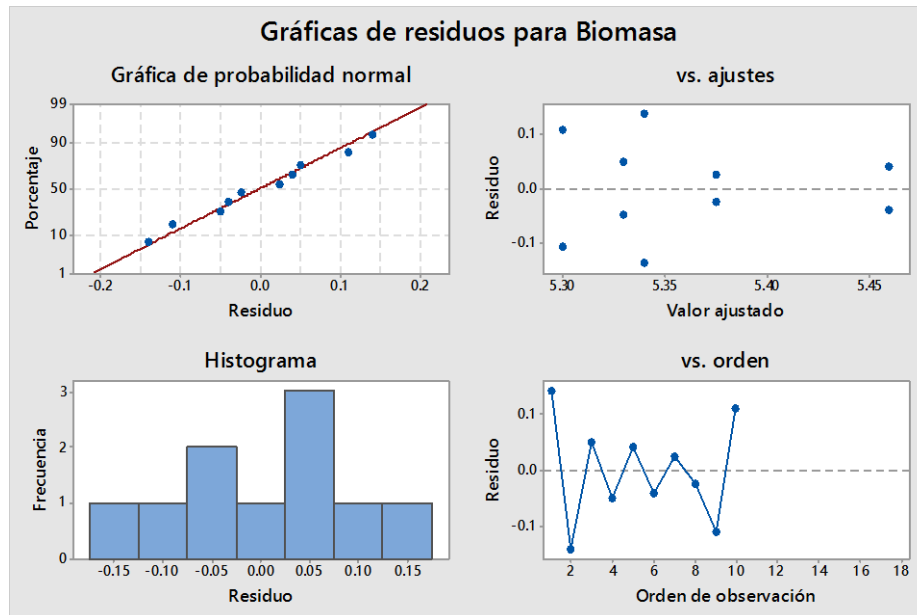 Gráficas de residuos para Biomasa
Gráfica de probabilidad normal
99
90
50
10
1
Porcentaje
-0.2 -0.1 0.0 0.1 0.2
Residuo
vs. ajustes
0.1
0.0
-0.1
Residuo
5.30 5.35 5.40 5.45
Valor ajustado
Histograma
3
2
1
0
Frecuencia
-0.15 -0.10 -0.05 0.00 0.05 0.10 0.15
Residuo
vs. orden
0.1
0.0
-0.1
Residuo
2 4 6 8 10 12 14 16 18
Orden de observación